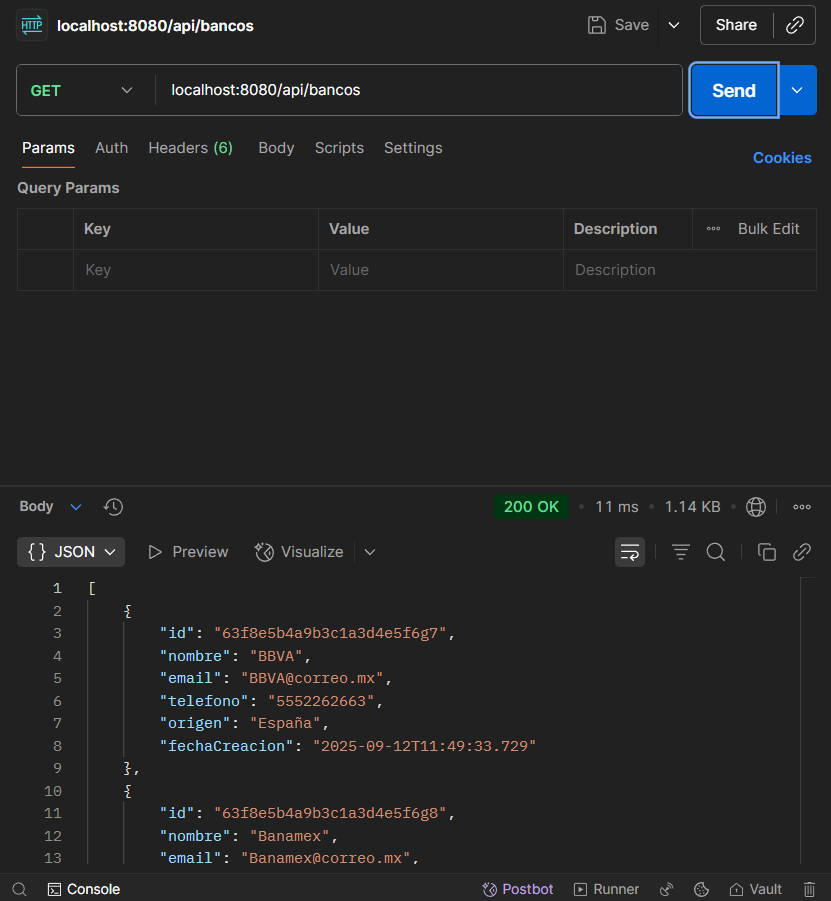 HTTP localhost:8080/api/bancos Save Share
GET localhost:8080/api/bancos Send
Params Auth Headers (6) Body Scripts Settings Cookies
Query Params
Key Value Description Bulk Edit
Key Value Description
Body 200 OK • 11 ms • 1.14 KB •
{} JSON Preview Visualize
1 [
2 {
3 "id": "63f8e5b4a9b3c1a3d4e5f6g7",
4 "nombre": "BBVA",
5 "email": "BBVA@correo.mx",
6 "telefono": "5552262663",
7 "origen": "España",
8 "fechaCreacion": "2025-09-12T11:49:33.729"
9 },
10 {
11 "id": "63f8e5b4a9b3c1a3d4e5f6g8",
12 "nombre": "Banamex",
13 "email": "Banamex@correo.mx",
Console Postbot Runner Vault